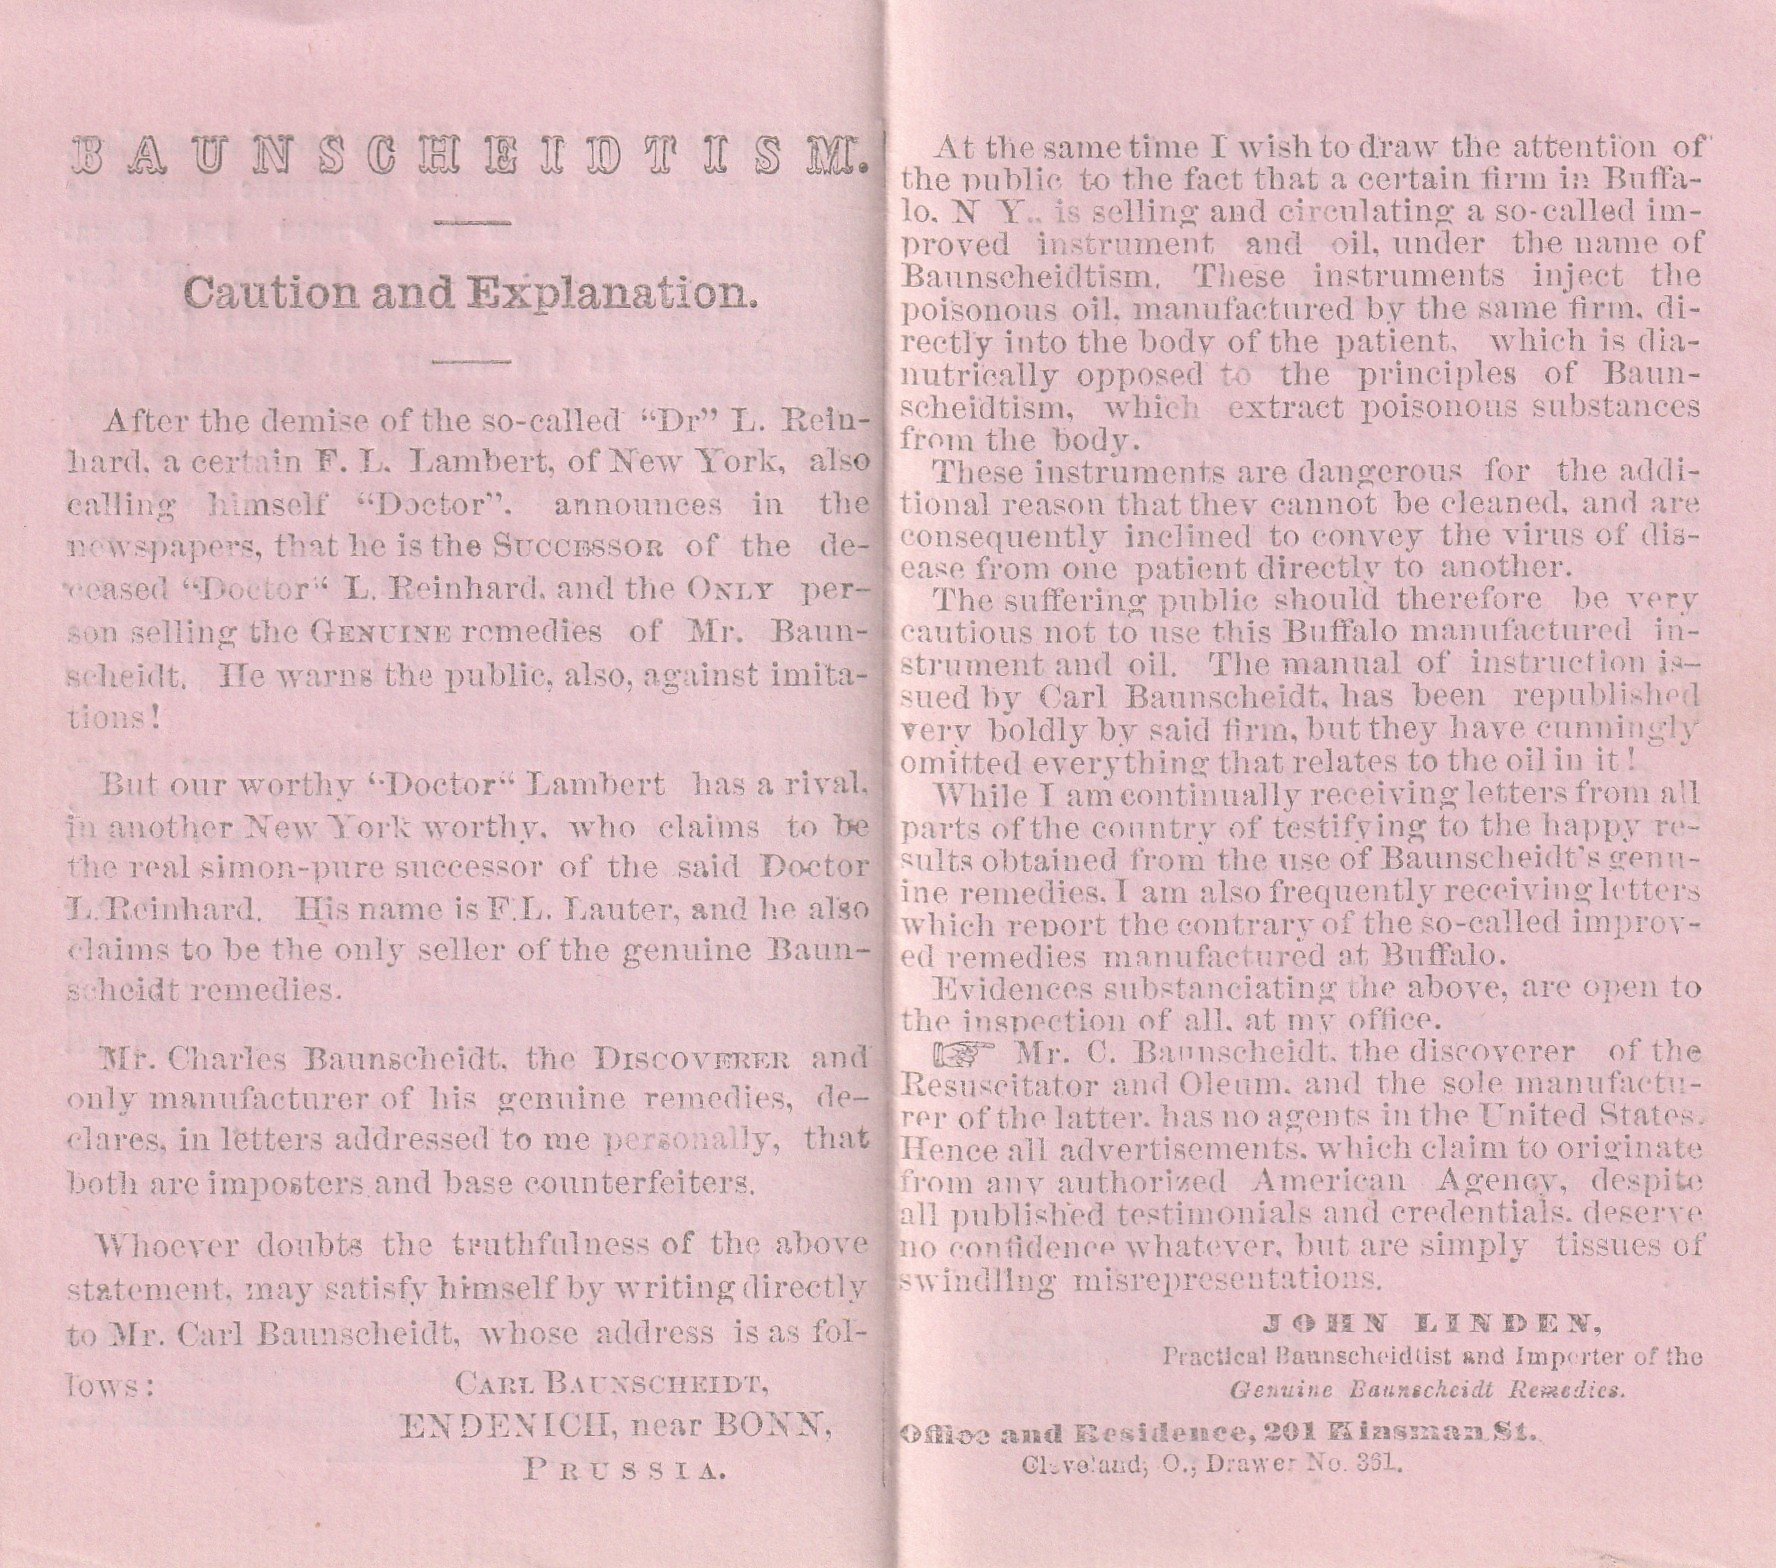 BAUNSCHEIDTISM.
Caution and Explanation.
After the demise of the so-called “Dr” L. Rein-
hard, a certain F. L. Lambert, of New York, also
calling himself “Doctor”. announces in the
newspapers, that he is the SUCCESSOR of the de-
ceased “Doctor“ L. Reinhard, and the ONLY per-
son selling the GENUINE remedies of Mr. Baun-
scheidt. He warns the public, also, against imita-
tions!
But our worthy “Doctor“ Lambert has a rival,
in another New York worthy, who claims to be
the real simon-pure successor of the said Doctor
L. Reinhard. His name is F. L. Lauter, and he also
claims to be the only seller of the genuine Baun-
scheidt remedies.
Mr. Charles Baunscheidt, the DISCOVERER and
only manufacturer of his genuine remedies, de-
clares, in letters addressed to me personally, that
both are imposters and base counterfeiters.
Whoever doubts the truthfulness of the above
statement, may satisfy himself by writing directly
to Mr. Carl Baunscheidt, whose address is as fol-
lows:
CARL BAUNSCHEIDT,
ENDENICH, near BONN,
PRUSSIA.
At the same time I wish to draw the attention of
the public to the fact that a certain firm in Buffa-
lo, N Y., is selling and circulating a so-called im-
proved instrument and oil, under the name of
Baunscheidtism. These instruments inject the
poisonous oil, manufactured by the same firm, di-
rectly into the body of the patient, which is dia-
nutrically opposed to the principles of Baun-
scheidtism, which extract poisonous substances
from the body.
These instruments are dangerous for the addi-
tional reason that they cannot be cleaned, and are
consequently inclined to convey the virus of dis-
ease from one patient directly to another.
The suffering public should therefore be very
cautious not to use this Buffalo manufactured in-
strument and oil. The manual of instruction is-
sued by Carl Baunscheidt, has been republished
very boldly by said firm, but they have cunningly
omitted everything that relates to the oil in it!
While I am continually receiving letters from all
parts of the country of testifying to the happy re-
sults obtained from the use of Baunscheidt's genu-
ine remedies, I am also frequently receiving letters
which report the contrary of the so-called improv-
ed remedies manufactured at Buffalo.
Evidences substanciating the above, are open to
the inspection of all, at my office.
☞ Mr. C. Baunscheidt, the discoverer of the
Resuscitator and Oleum, and the sole manufactu-
rer of the latter, has no agents in the United States.
Hence all advertisements, which claim to originate
from any authorized American Agency, despite
all published testimonials and credentials, deserve
no confidence whatever, but are simply tissues of
swindling misrepresentations.
JOHN LINDEN,
Practical Baunscheidtist and Importer of the
Genuine Baunscheidt Remedies.
Office and Residence, 201 Kinsman St.
Cleveland, O., Drawer No. 361.